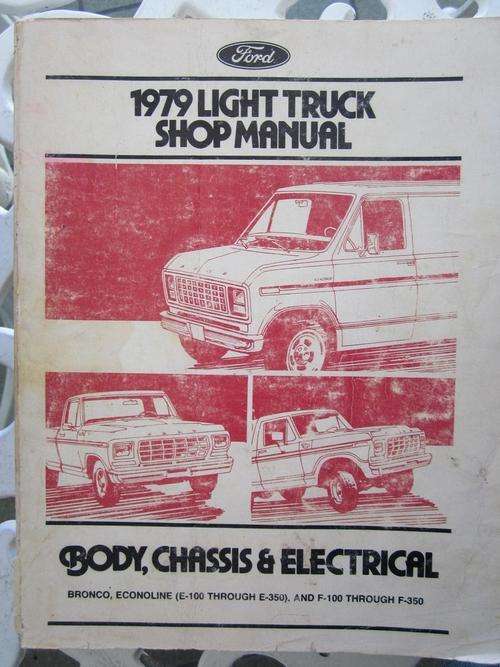 Ford
1979 LIGHT TRUCK
SHOP MANUAL
BODY, CHASSIS & ELECTRICAL
BRONCO, ECONOLINE (E-100 THROUGH E-350), AND F-100 THROUGH F-350